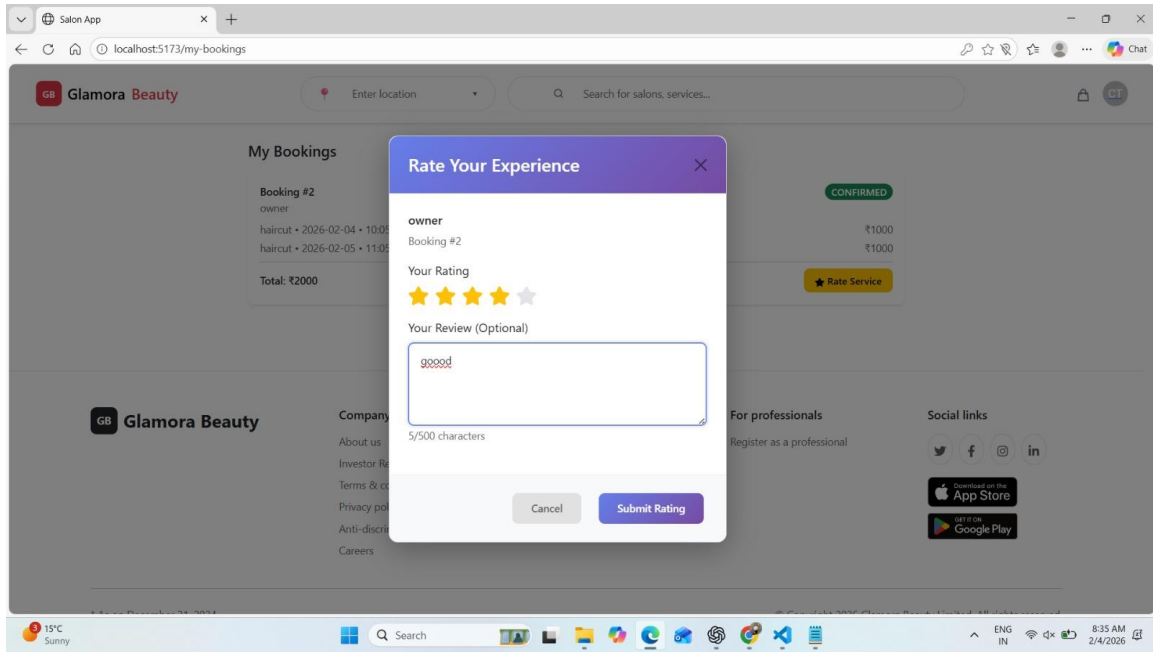 Salon App
localhost:5173/my-bookings
Chat
GB Glamora Beauty
Enter location
Search for salons, services...
CT
My Bookings
Booking #2
CONFIRMED
owner
haircut • 2026-02-04 • 10:05
₹1000
haircut • 2026-02-05 • 11:05
₹1000
Total: ₹2000
Rate Service
Rate Your Experience
owner
Booking #2
Your Rating
Your Review (Optional)
goood
5/500 characters
Cancel
Submit Rating
GB Glamora Beauty
Company
About us
Investor Re
Terms & co
Privacy pol
Anti-discri
Careers
For professionals
Register as a professional
Social links
Download on the
App Store
GET IT ON
Google Play
3
15°C
Sunny
Search
ENG
IN
8:35 AM
2/4/2026